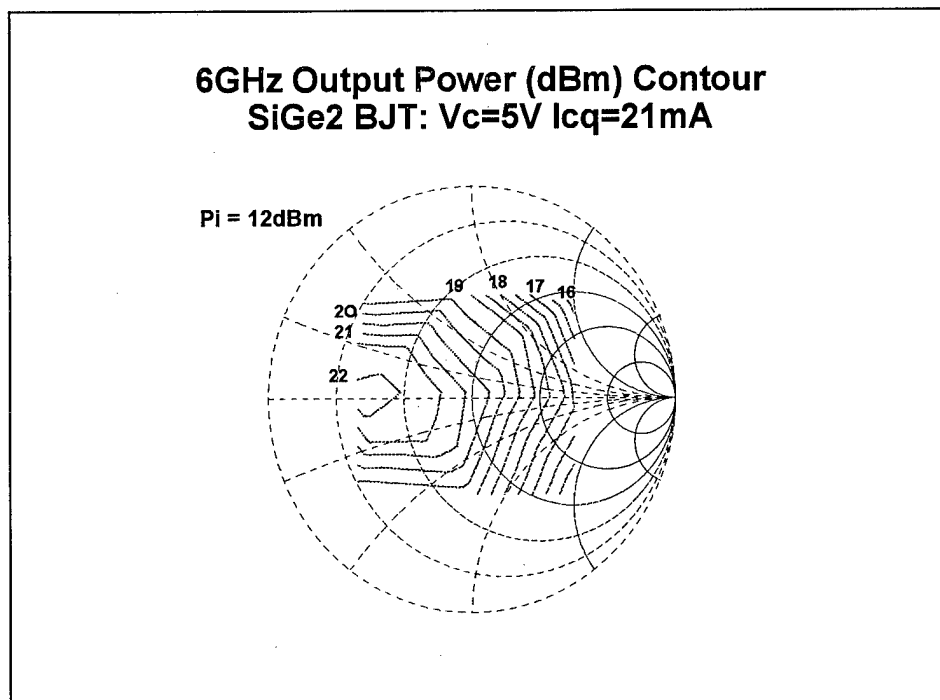 6GHz Output Power (dBm) Contour
SiGe2 BJT: Vc=5V Icq=21mA
Pi = 12dBm
19 18 17 16
20
21
22